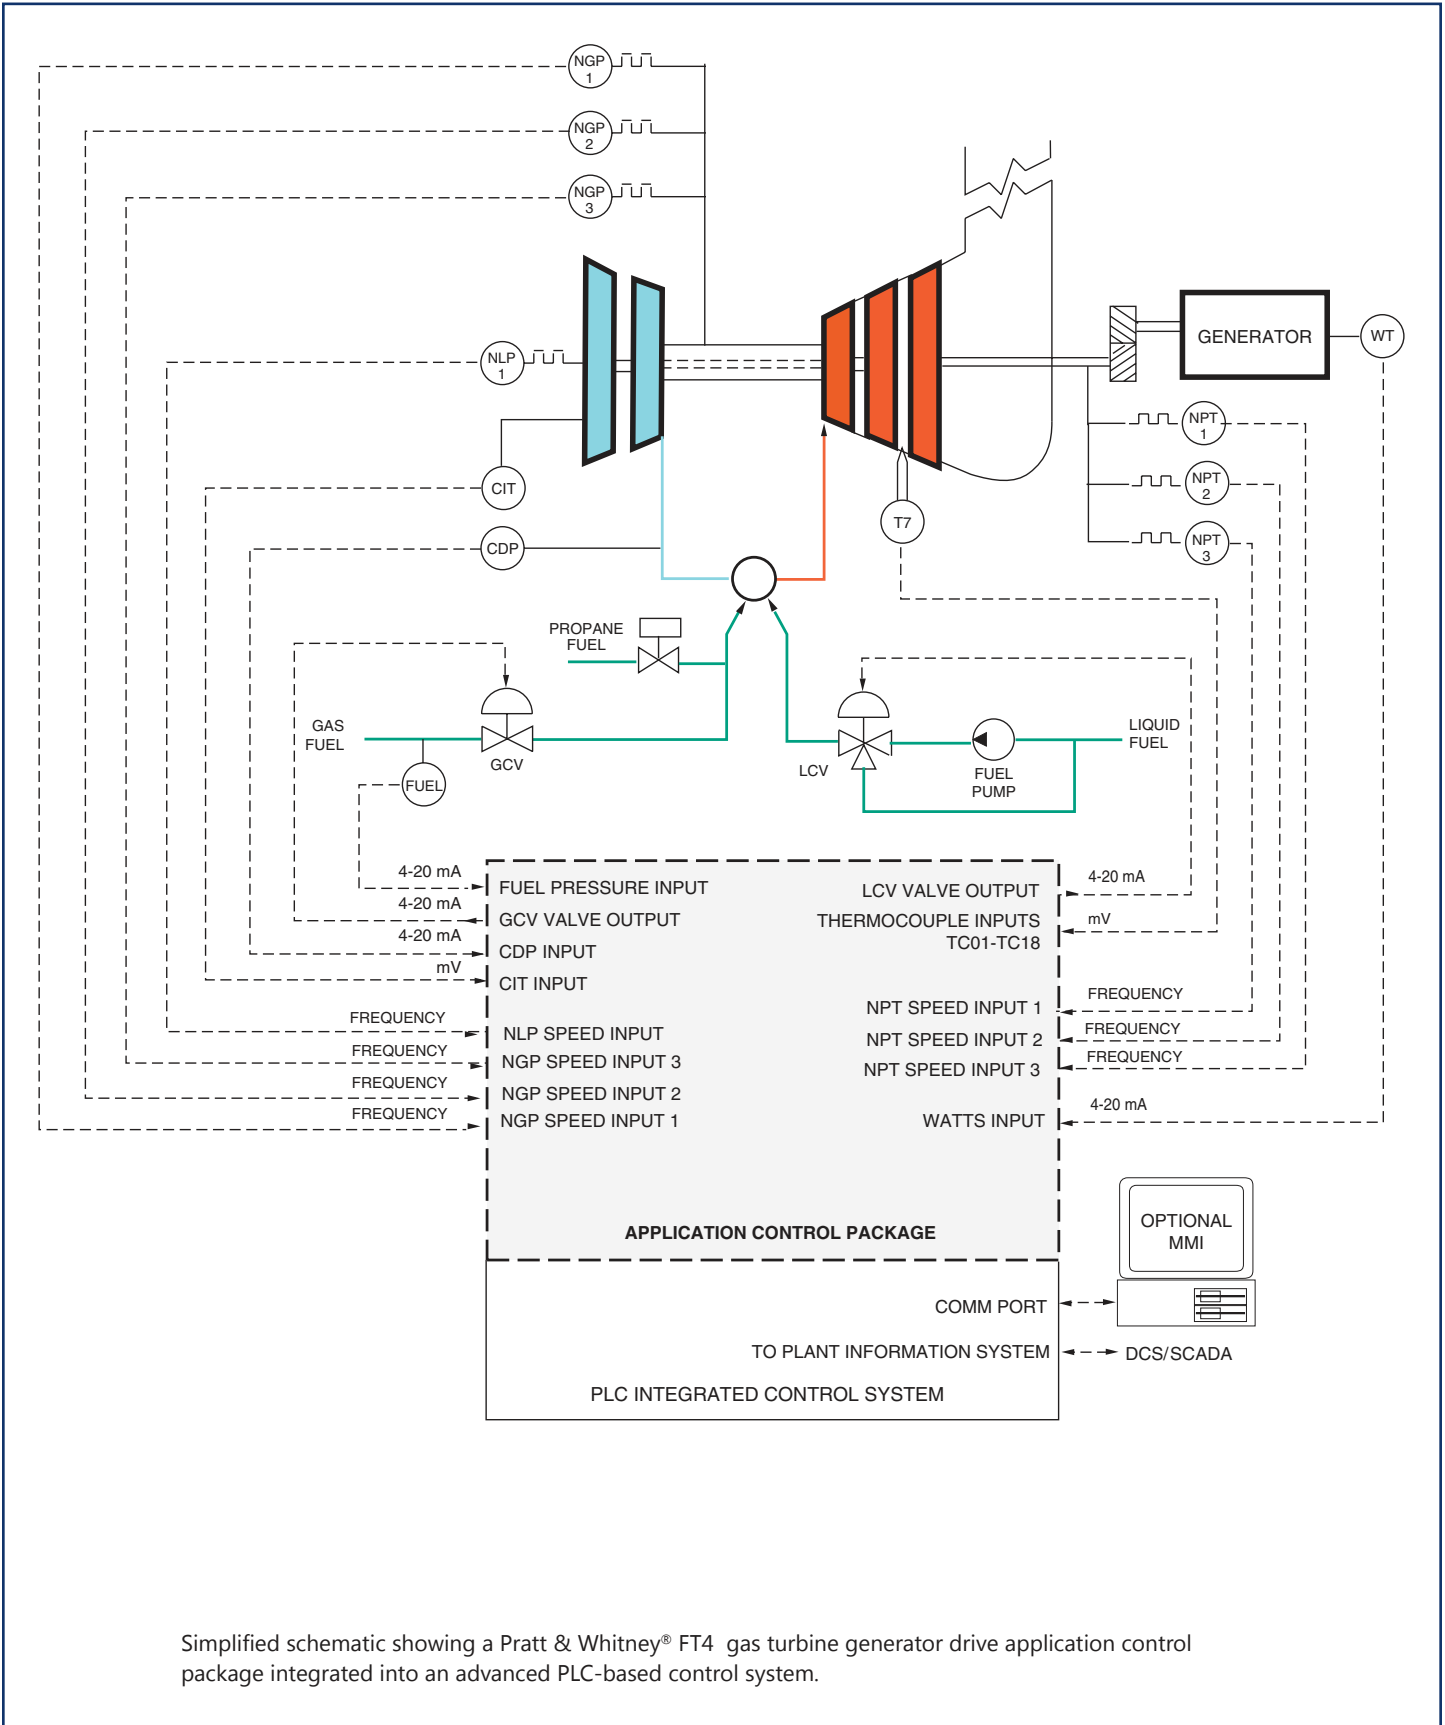 NGP
1
NGP
2
NGP
3
NLP
1
GENERATOR
WT
NPT
1
NPT
2
NPT
3
CIT
CDP
T7
PROPANE
FUEL
GAS
FUEL
GCV
FUEL
LCV
FUEL
PUMP
LIQUID
FUEL
4-20 mA
FUEL PRESSURE INPUT
4-20 mA
GCV VALVE OUTPUT
4-20 mA
CDP INPUT
mV
CIT INPUT
FREQUENCY
NLP SPEED INPUT
FREQUENCY
NGP SPEED INPUT 3
FREQUENCY
NGP SPEED INPUT 2
FREQUENCY
NGP SPEED INPUT 1
LCV VALVE OUTPUT
4-20 mA
THERMOCOUPLE INPUTS
TC01-TC18
mV
NPT SPEED INPUT 1
FREQUENCY
NPT SPEED INPUT 2
FREQUENCY
NPT SPEED INPUT 3
FREQUENCY
WATTS INPUT
4-20 mA
APPLICATION CONTROL PACKAGE
OPTIONAL
MMI
COMM PORT
TO PLANT INFORMATION SYSTEM
DCS/SCADA
PLC INTEGRATED CONTROL SYSTEM
Simplified schematic showing a Pratt & Whitney® FT4 gas turbine generator drive application control
package integrated into an advanced PLC-based control system.